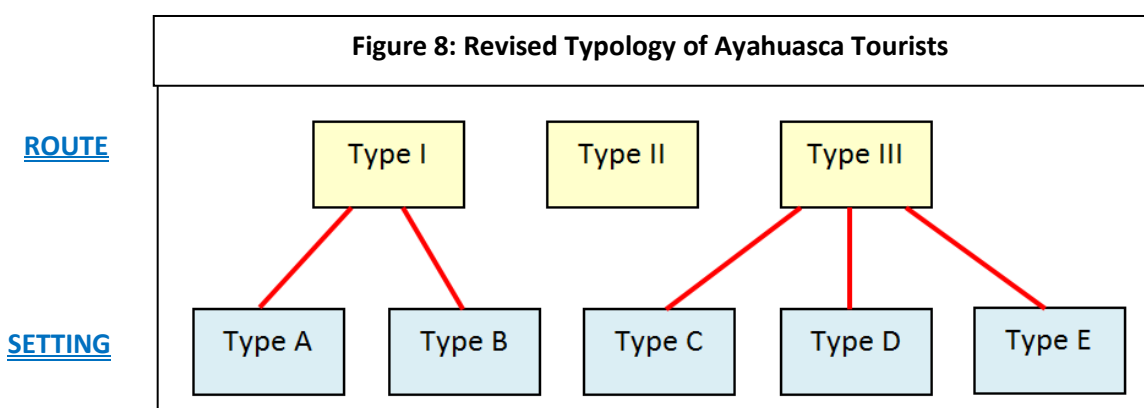 Figure 8: Revised Typology of Ayahuasca Tourists
ROUTE
Type I
Type II
Type III
SETTING
Type A
Type B
Type C
Type D
Type E